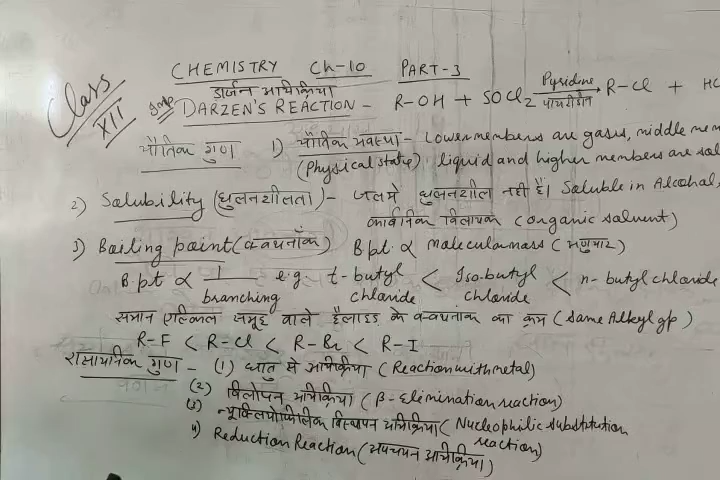 Class XII
CHEMISTRY Ch-10 PART-3
डार्जन अभिक्रिया
Imp DARZEN'S REACTION - R-OH + SOCl2 Pyridene पायरीडीन R-Cl + HC
भौतिक गुण 1) भौतिक अवस्था - Lower members are gases, middle mem
(Physical state) liquid and higher members are sol
2) Solubility (घुलनशीलता) - जलमे घुलनशील नही है। Soluble in Alcohal,
कार्बनिक विलायक (organic salvent)
3) Boiling point (क्वथनांक) B.pt ∝ molecular mass (अणुभार)
B.pt ∝ 1/branching e.g. t-butyl chloride < Iso-butyl chloride < n-butyl chloride
समान एल्किल समूह वाले हैलाइड के क्वथनांक का क्रम (Same Alkyl gp)
R-F < R-Cl < R-Br < R-I
रासायनिक गुण - (1) धातु से अभिक्रिया (Reaction with metal)
(2) विलोपन अभिक्रिया (β-Elimination reaction)
(3) न्यूक्लियोफिलिक विस्थापन अभिक्रिया (Nucleophilic substitution reaction)
4) Reduction Reaction (अपचयन अभिक्रिया)